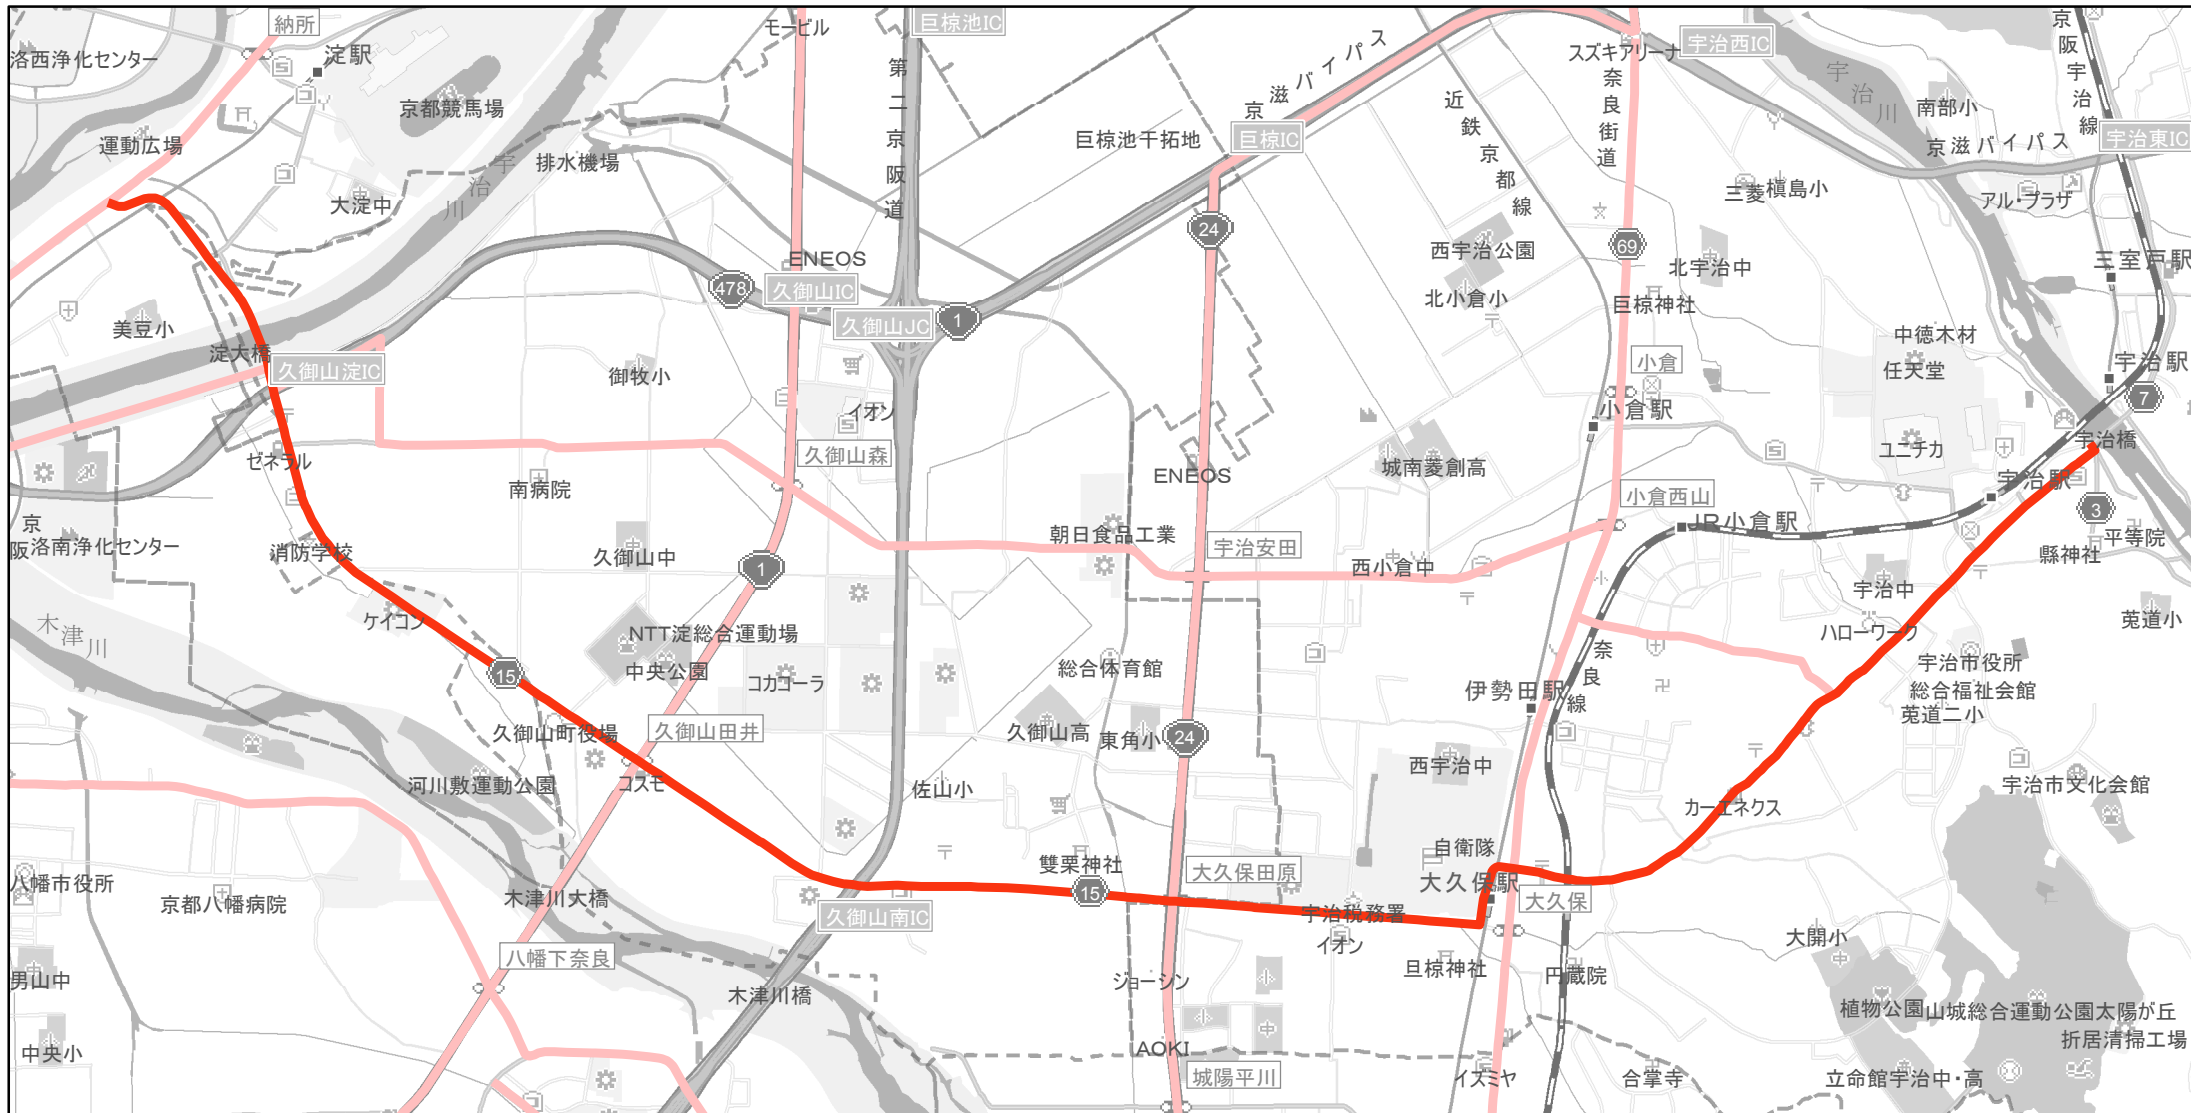 納所
巨椋池IC
モービル
京阪宇治線
洛西浄化センター
淀駅
第二京阪道
京滋バイパス
スズキアリーナ
宇治西IC
宇治川
奈良街道
近鉄京都線
南部小
京都競馬場
運動広場
排水機場
巨椋池干拓地
巨椋IC
京滋バイパス
宇治東IC
宇治川
大淀中
三菱
槇島小
アル・プラザ
24
69
西宇治公園
ENEOS
北宇治中
三室戸駅
478
久御山IC
北小倉小
巨椋神社
美豆小
久御山JC
1
中徳木材
淀大橋
久御山淀IC
御牧小
小倉
任天堂
宇治駅
7
イオン
小倉駅
宇治橋
久御山森
ユニチカ
ゼネラル
城南菱創高
ENEOS
南病院
宇治駅
小倉西山
JR小倉駅
3
京阪
洛南浄化センター
消防学校
久御山中
朝日食品工業
宇治安田
平等院
縣神社
1
西小倉中
宇治中
ケイコン
木津川
NTT淀総合運動場
ハローワーク
莵道小
中央公園
コカコーラ
総合体育館
奈良線
宇治市役所
15
伊勢田駅
総合福祉会館
莵道二小
久御山町役場
久御山田井
久御山高
東角小
24
西宇治中
河川敷運動公園
コスモ
佐山小
宇治市文化会館
カーエネクス
自衛隊
八幡市役所
京都八幡病院
木津川大橋
雙栗神社
15
大久保田原
大久保駅
大久保
久御山南IC
宇治税務署
イオン
大開小
八幡下奈良
男山中
木津川橋
ジョーシン
旦椋神社
円蔵院
植物公園
山城総合運動公園太陽が丘
折居清掃工場
中央小
AOKI
城陽平川
イズミヤ
合掌寺
立命館宇治中・高